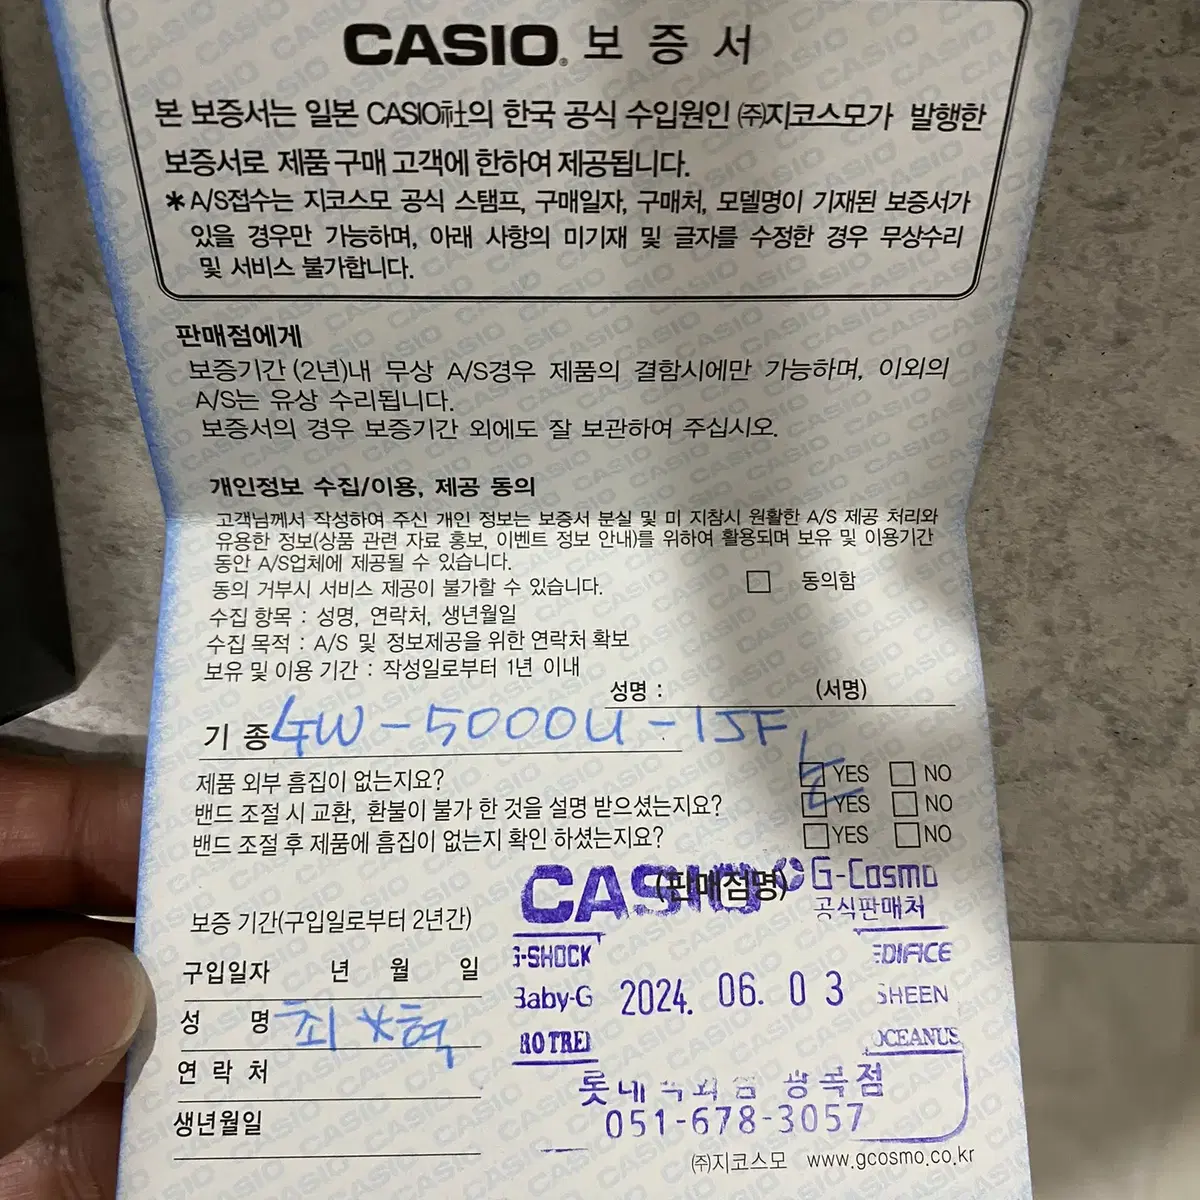 CASIO® 보 증 서
본 보증서는 일본 CASIO社의 한국 공식 수입원인 ㈜지코스모가 발행한
보증서로 제품 구매 고객에 한하여 제공됩니다.
* A/S접수는 지코스모 공식 스탬프, 구매일자, 구매처, 모델명이 기재된 보증서가
있을 경우만 가능하며, 아래 사항의 미기재 및 글자를 수정한 경우 무상수리
및 서비스 불가합니다.
판매점에게
보증기간 (2년)내 무상 A/S경우 제품의 결함시에만 가능하며, 이외의
A/S는 유상 수리됩니다.
보증서의 경우 보증기간 외에도 잘 보관하여 주십시오.
개인정보 수집/이용, 제공 동의
고객님께서 작성하여 주신 개인 정보는 보증서 분실 및 미 지참시 원활한 A/S 제공 처리와
유용한 정보(상품 관련 자료 홍보, 이벤트 정보 안내)를 위하여 활용되며 보유 및 이용기간
동안 A/S업체에 제공될 수 있습니다.
동의 거부시 서비스 제공이 불가할 수 있습니다. □ 동의함
수집 항목 : 성명, 연락처, 생년월일
수집 목적 : A/S 및 정보제공을 위한 연락처 확보
보유 및 이용 기간 : 작성일로부터 1년 이내
성명 : (서명)
기 종 GW-5000U-1JF
제품 외부 흠집이 없는지요? □ YES □ NO
밴드 조절 시 교환, 환불이 불가 한 것을 설명 받으셨는지요? □ YES □ NO
밴드 조절 후 제품에 흠집이 없는지 확인 하셨는지요? □ YES □ NO
CASIO (판매점명) G-Cosmo
공식판매처
보증 기간(구입일로부터 2년간)
G-SHOCK EDIFICE
구입일자 년 월 일
Baby-G 2024. 06. 03 SHEEN
성 명 최 * 혁
PRO TREK OCEANUS
연 락 처
롯데 광복점
생년월일
051-678-3057
㈜지코스모 www.gcosmo.co.kr